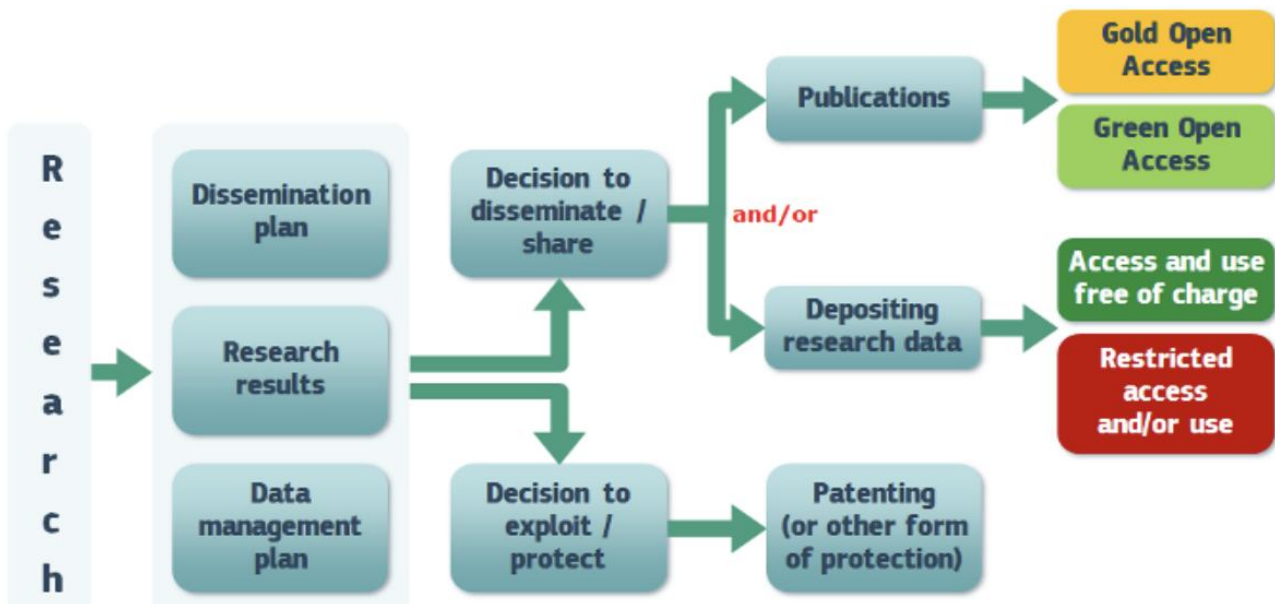 Research
Dissemination
plan
Research
results
Data
management
plan
Decision to
disseminate /
share
Decision to
exploit /
protect
and/or
Publications
Depositing
research data
Patenting
(or other form
of protection)
Gold Open
Access
Green Open
Access
Access and use
free of charge
Restricted
access
and/or use